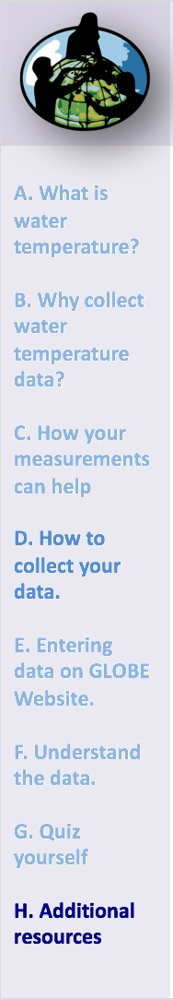 A. What is
water
temperature?
B. Why collect
water
temperature
data?
C. How your
measurements
can help
D. How to
collect your
data.
E. Entering
data on GLOBE
Website.
F. Understand
the data.
G. Quiz
yourself
H. Additional
resources